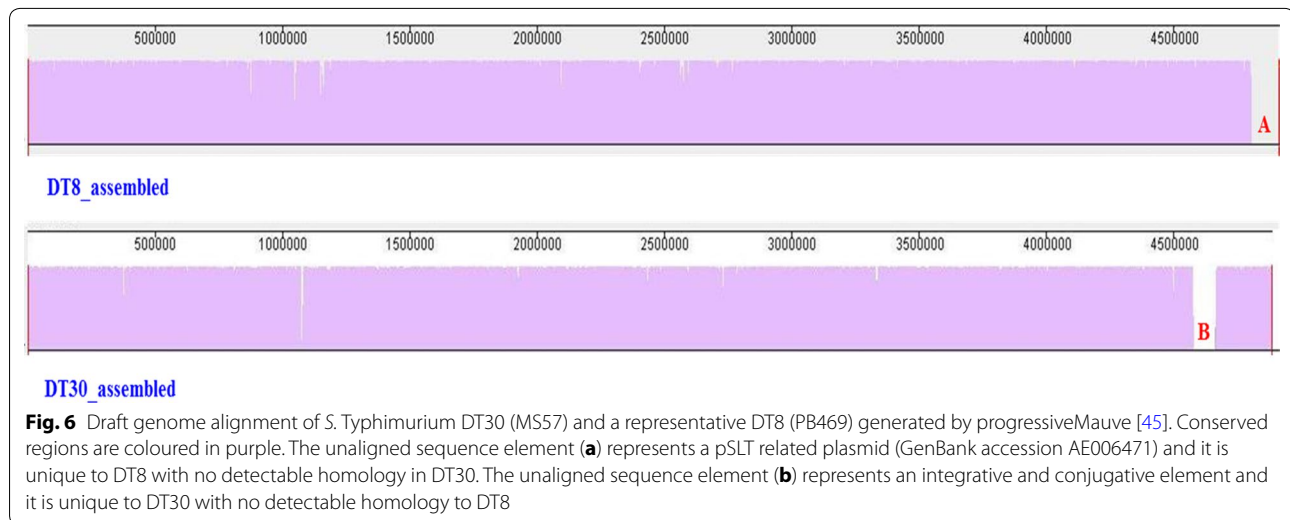 500000 1000000 1500000 2000000 2500000 3000000 3500000 4000000 4500000
A
DT8_assembled
500000 1000000 1500000 2000000 2500000 3000000 3500000 4000000 4500000
B
DT30_assembled
Fig. 6 Draft genome alignment of S. Typhimurium DT30 (MS57) and a representative DT8 (PB469) generated by progressiveMauve [45]. Conserved
regions are coloured in purple. The unaligned sequence element (a) represents a pSLT related plasmid (GenBank accession AE006471) and it is
unique to DT8 with no detectable homology in DT30. The unaligned sequence element (b) represents an integrative and conjugative element and
it is unique to DT30 with no detectable homology to DT8